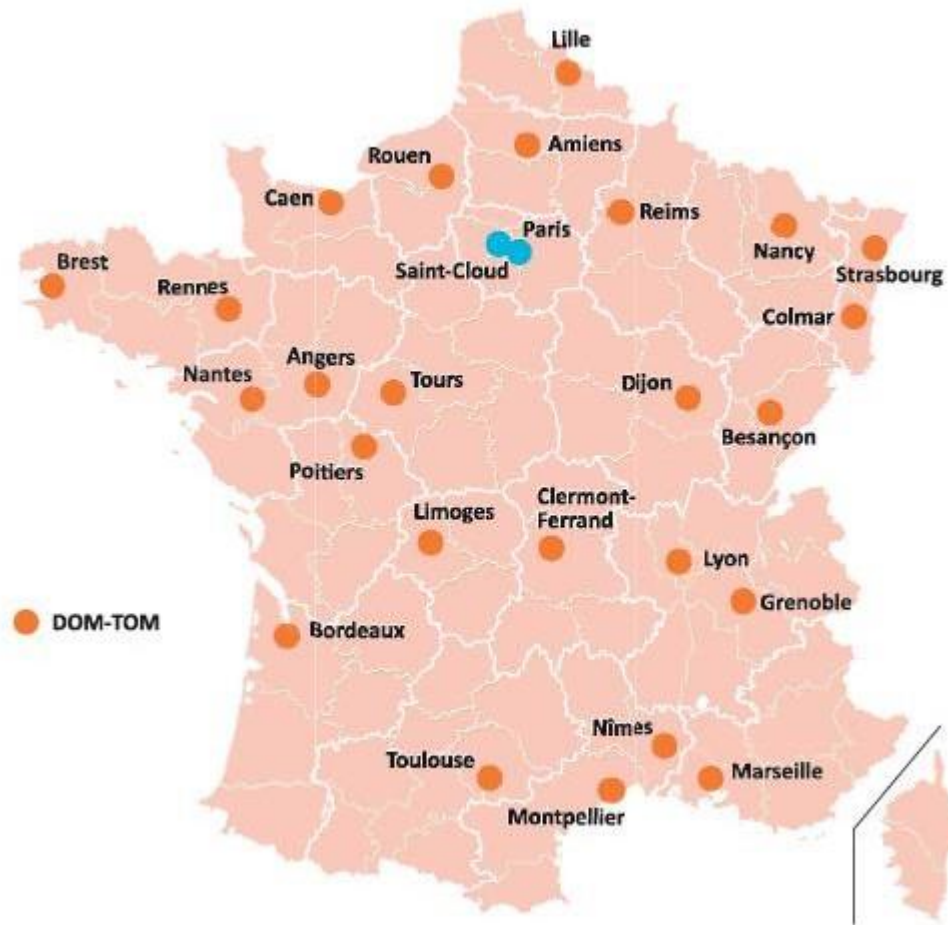 Lille
Amiens
Rouen
Caen
Reims
Paris
Nancy
Saint-Cloud
Strasbourg
Brest
Rennes
Colmar
Angers
Nantes
Tours
Dijon
Besançon
Poitiers
Clermont-
Ferrand
Limoges
Lyon
Grenoble
DOM-TOM
Bordeaux
Nîmes
Toulouse
Marseille
Montpellier